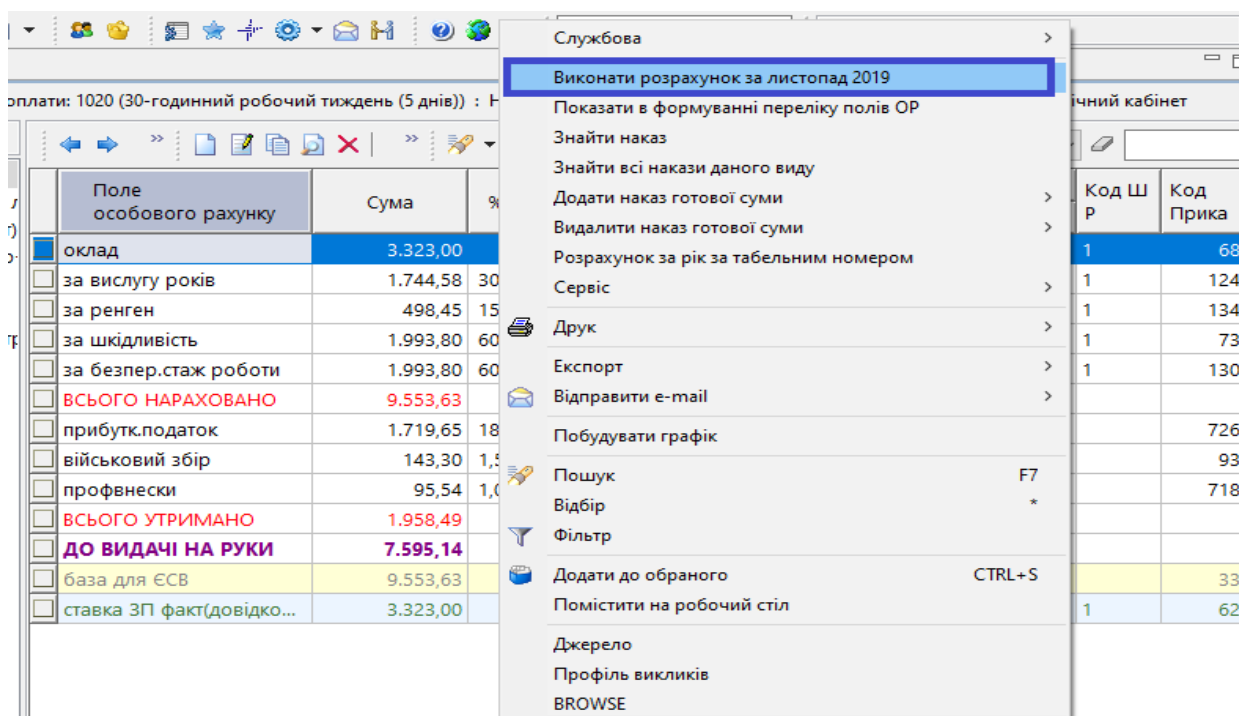 Службова
Виконати розрахунок за листопад 2019
оплати: 1020 (30-годинний робочий тиждень (5 днів)) : Н
ічний кабінет
Показати в формуванні переліку полів ОР
Знайти наказ
Знайти всі накази даного виду
Додати наказ готової суми
Видалити наказ готової суми
Розрахунок за рік за табельним номером
Сервіс
Друк
Експорт
Відправити e-mail
Побудувати графік
Пошук F7
Відбір *
Фільтр
Додати до обраного CTRL+S
Помістити на робочий стіл
Джерело
Профіль викликів
BROWSE
Поле особового рахунку Сума % Код Ш Р Код Прика
оклад 3.323,00 1 68
за вислугу років 1.744,58 30 1 124
за ренген 498,45 15 1 134
за шкідливість 1.993,80 60 1 73
за безпер.стаж роботи 1.993,80 60 1 130
ВСЬОГО НАРАХОВАНО 9.553,63
прибутк.податок 1.719,65 18 726
військовий збір 143,30 1,5 93
профвнески 95,54 1,0 718
ВСЬОГО УТРИМАНО 1.958,49
ДО ВИДАЧІ НА РУКИ 7.595,14
база для ЄСВ 9.553,63 33
ставка ЗП факт(довідко... 3.323,00 1 62